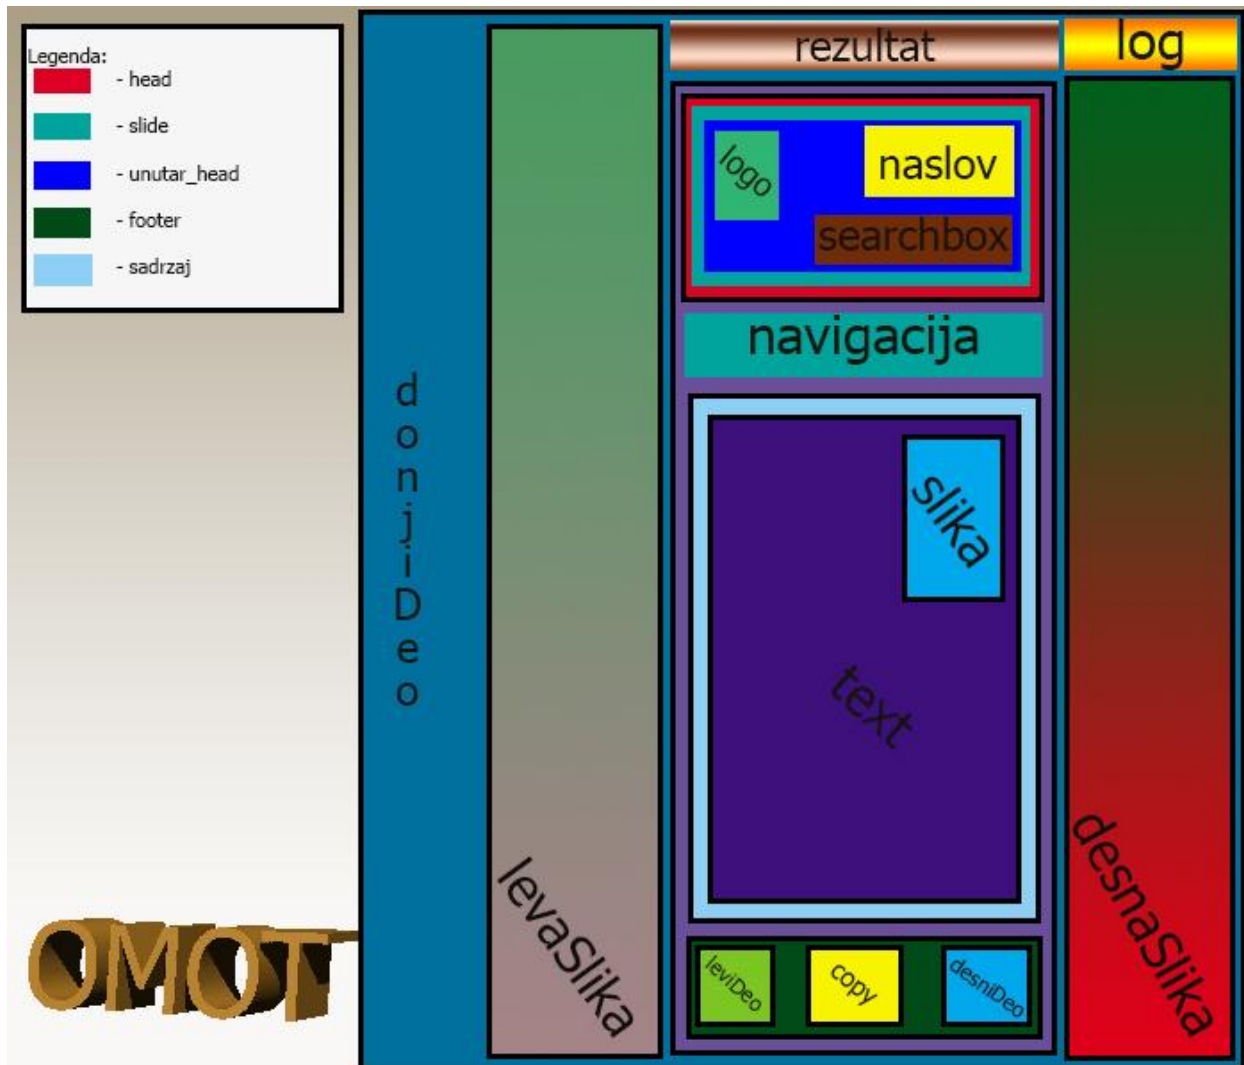 Legenda:
- head
- slide
- unutar_head
- footer
- sadrzaj
OMOT
donjiDeo
levaSlika
rezultat
log
logo
naslov
searchbox
navigacija
slika
text
leviDeo
copy
desniDeo
desnaSlika